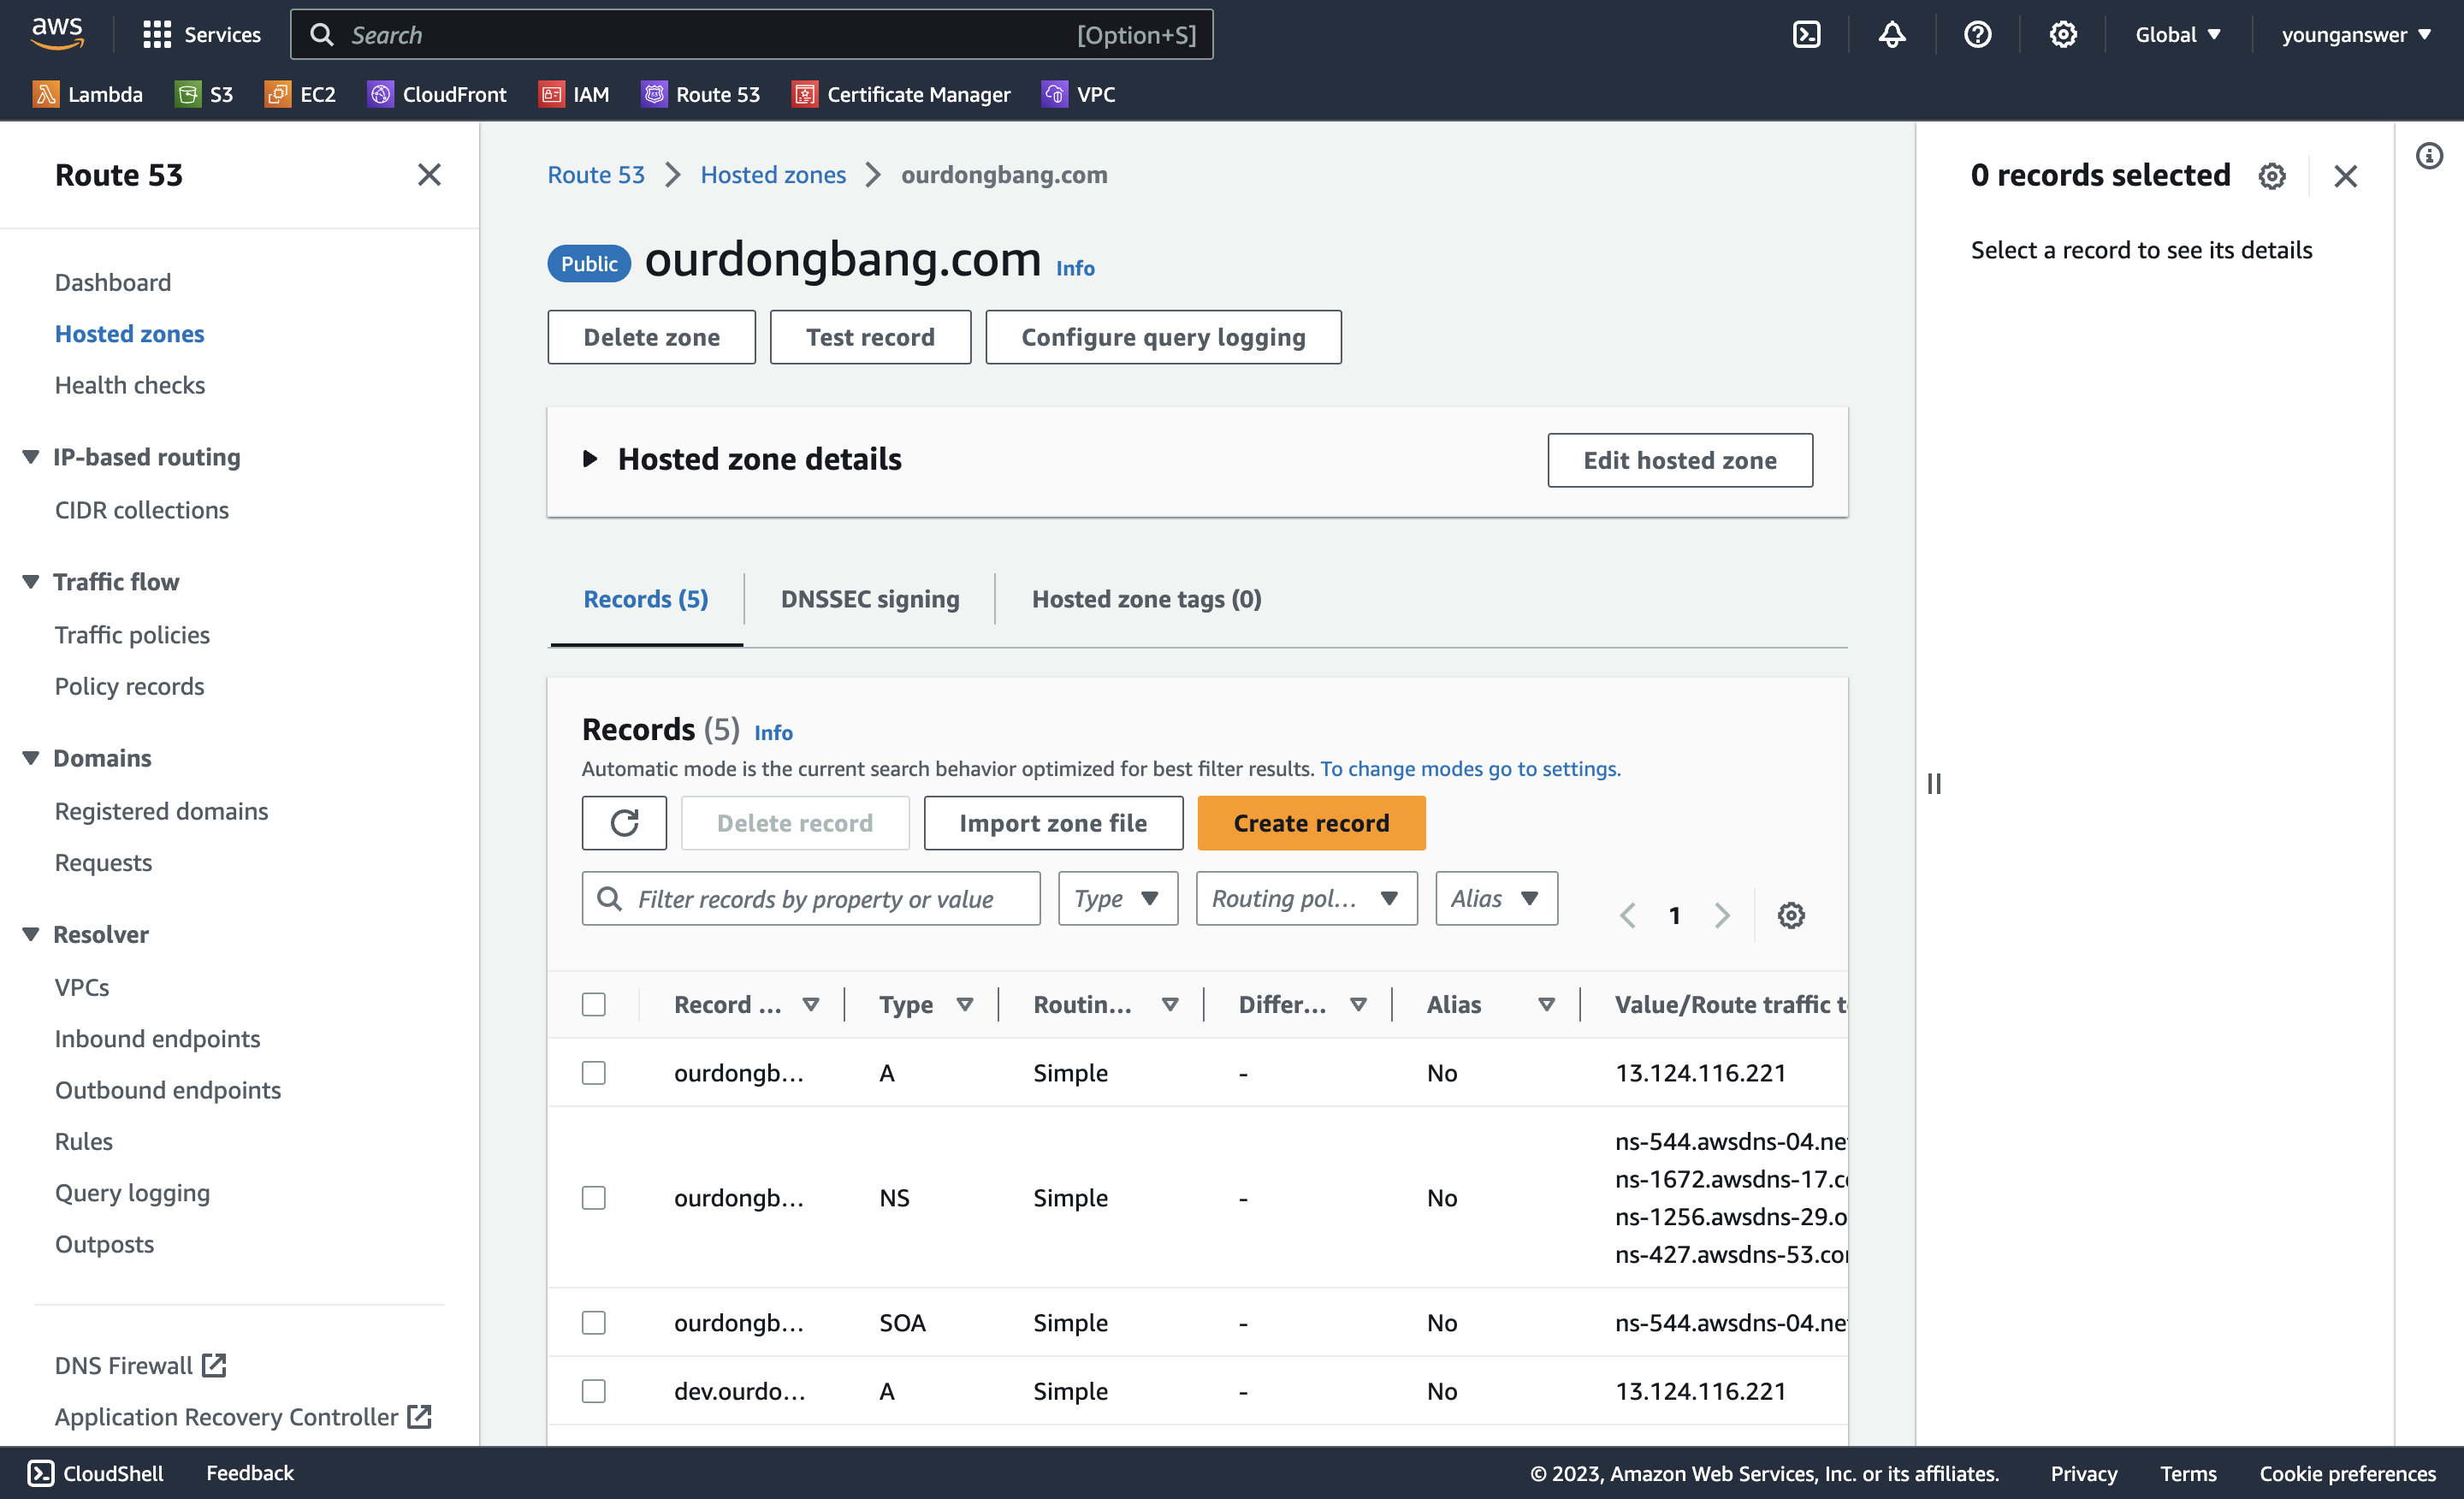 aws
Services
Search
[Option+S]
Global
younganswer
Lambda
S3
EC2
CloudFront
IAM
Route 53
Certificate Manager
VPC
Route 53
Dashboard
Hosted zones
Health checks
IP-based routing
CIDR collections
Traffic flow
Traffic policies
Policy records
Domains
Registered domains
Requests
Resolver
VPCs
Inbound endpoints
Outbound endpoints
Rules
Query logging
Outposts
DNS Firewall
Application Recovery Controller
Route 53 > Hosted zones > ourdongbang.com
Public ourdongbang.com Info
Delete zone
Test record
Configure query logging
Hosted zone details
Edit hosted zone
Records (5)
DNSSEC signing
Hosted zone tags (0)
Records (5) Info
Automatic mode is the current search behavior optimized for best filter results. To change modes go to settings.
Delete record
Import zone file
Create record
Filter records by property or value
Type
Routing pol...
Alias
1
Record ... Type Routin... Differ... Alias Value/Route traffic t
ourdongb... A Simple - No 13.124.116.221
ourdongb... NS Simple - No
ns-544.awsdns-04.ne
ns-1672.awsdns-17.c
ns-1256.awsdns-29.o
ns-427.awsdns-53.co
ourdongb... SOA Simple - No ns-544.awsdns-04.ne
dev.ourdo... A Simple - No 13.124.116.221
0 records selected
Select a record to see its details
CloudShell
Feedback
© 2023, Amazon Web Services, Inc. or its affiliates.
Privacy
Terms
Cookie preferences